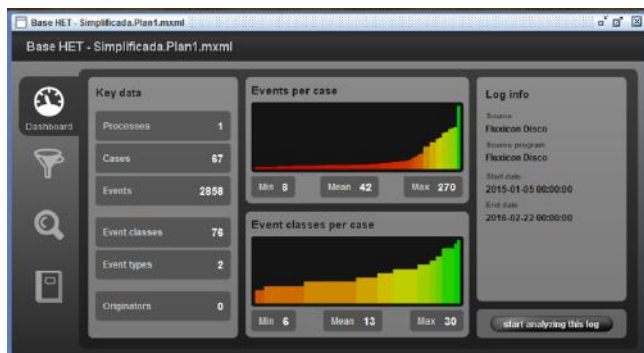 Base HET - Simplificada.Plan1.mxml
Base HET - Simplificada.Plan1.mxml
Dashboard
Key data
Processes 1
Cases 67
Events 2858
Event classes 76
Event types 2
Originators 0
Events per case
Min 8 Mean 42 Max 270
Event classes per case
Min 6 Mean 13 Max 30
Log info
Source
Fluxicon Disco
Source program
Fluxicon Disco
Start date
2015-01-05 00:00:00
End date
2016-02-22 00:00:00
start analyzing this log